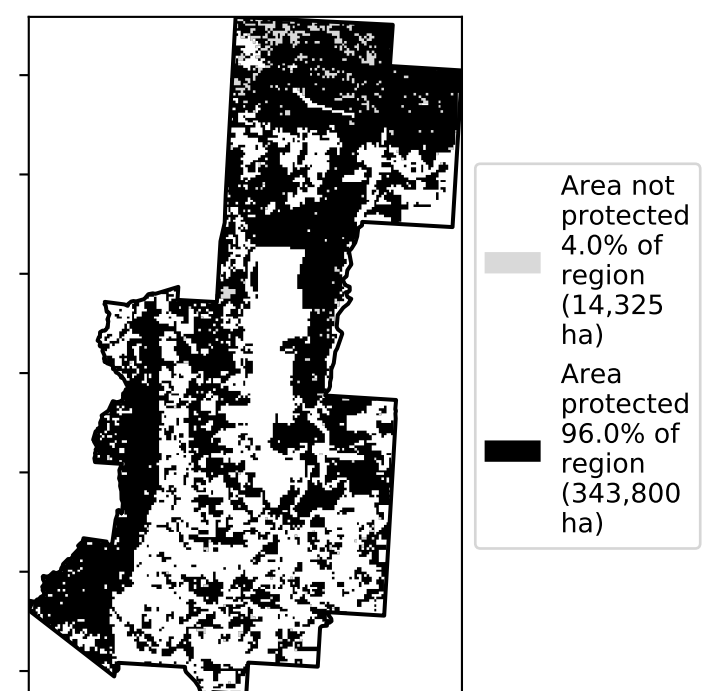 Area not
protected
4.0% of
region
(14,325
ha)
Area
protected
96.0% of
region
(343,800
ha)